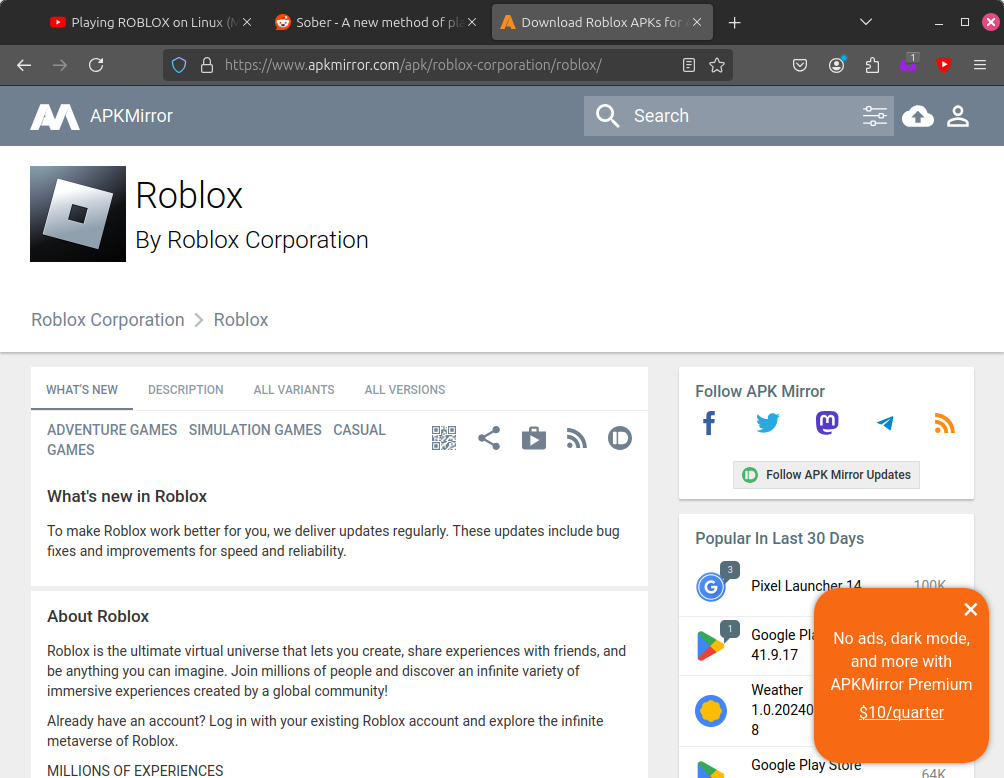 Playing ROBLOX on Linux (
Sober - A new method of pla
Download Roblox APKs for
https://www.apkmirror.com/apk/roblox-corporation/roblox/
1
APKMirror
Search
Roblox
By Roblox Corporation
Roblox Corporation
Roblox
WHAT'S NEW
DESCRIPTION
ALL VARIANTS
ALL VERSIONS
ADVENTURE GAMES
SIMULATION GAMES
CASUAL
GAMES
What's new in Roblox
To make Roblox work better for you, we deliver updates regularly. These updates include bug
fixes and improvements for speed and reliability.
About Roblox
Roblox is the ultimate virtual universe that lets you create, share experiences with friends, and
be anything you can imagine. Join millions of people and discover an infinite variety of
immersive experiences created by a global community!
Already have an account? Log in with your existing Roblox account and explore the infinite
metaverse of Roblox.
MILLIONS OF EXPERIENCES
Follow APK Mirror
Follow APK Mirror Updates
Popular In Last 30 Days
3
Pixel Launcher 14
100K
1
Google Pla
41.9.17
Weather
1.0.20240
8
Google Play Store
64K
No ads, dark mode,
and more with
APKMirror Premium
$10/quarter